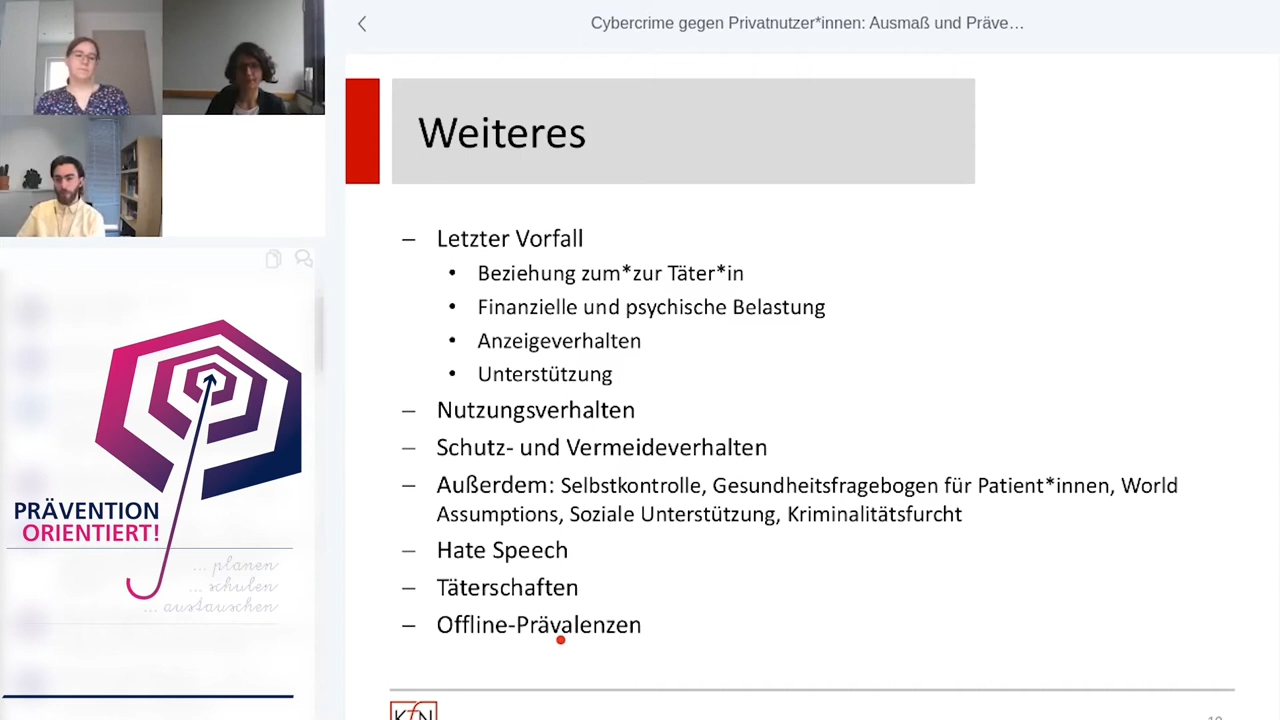 Cybercrime gegen Privatnutzer*innen: Ausmaß und Präve…
Weiteres
– Letzter Vorfall
• Beziehung zum*zur Täter*in
• Finanzielle und psychische Belastung
• Anzeigeverhalten
• Unterstützung
– Nutzungsverhalten
– Schutz- und Vermeideverhalten
– Außerdem: Selbstkontrolle, Gesundheitsfragebogen für Patient*innen, World
Assumptions, Soziale Unterstützung, Kriminalitätsfurcht
– Hate Speech
– Täterschaften
– Offline-Prävalenzen
PRÄVENTION
ORIENTIERT!
... planen
... schulen
... austauschen
KfN